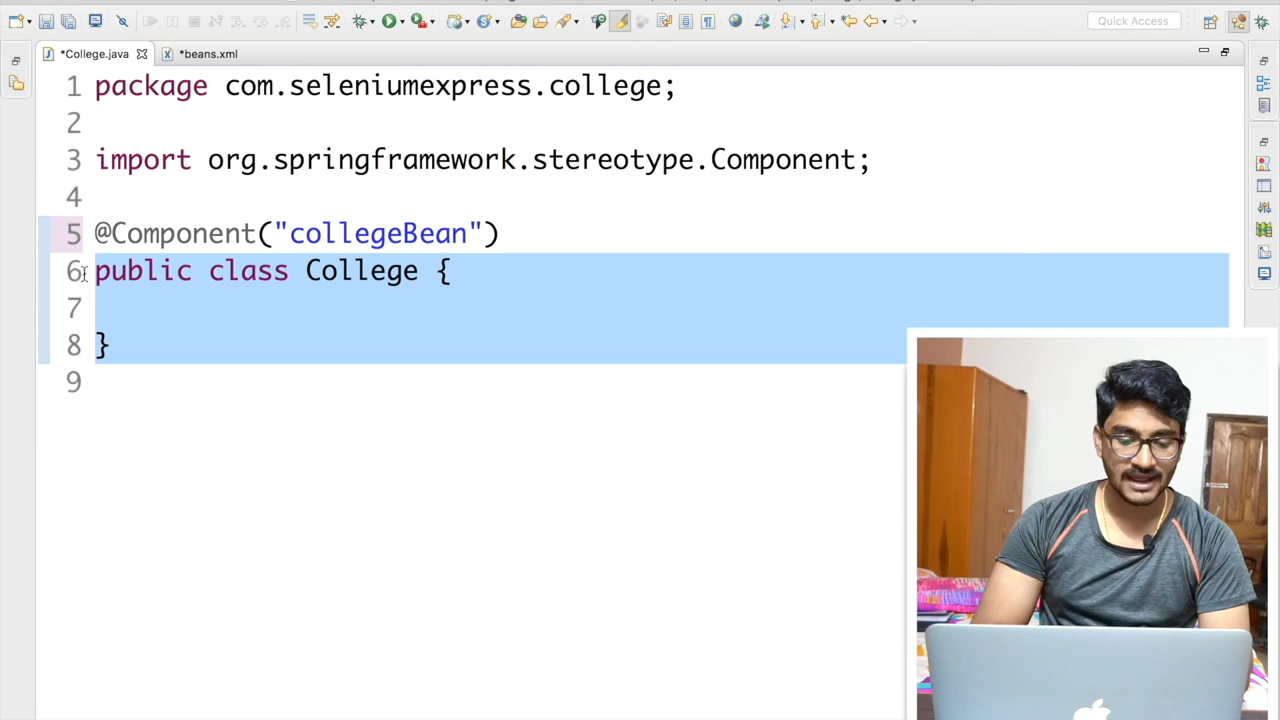 Quick Access
*College.java
*beans.xml
1 package com.seleniumexpress.college;
2
3 import org.springframework.stereotype.Component;
4
5 @Component("collegeBean")
6 public class College {
7
8 }
9